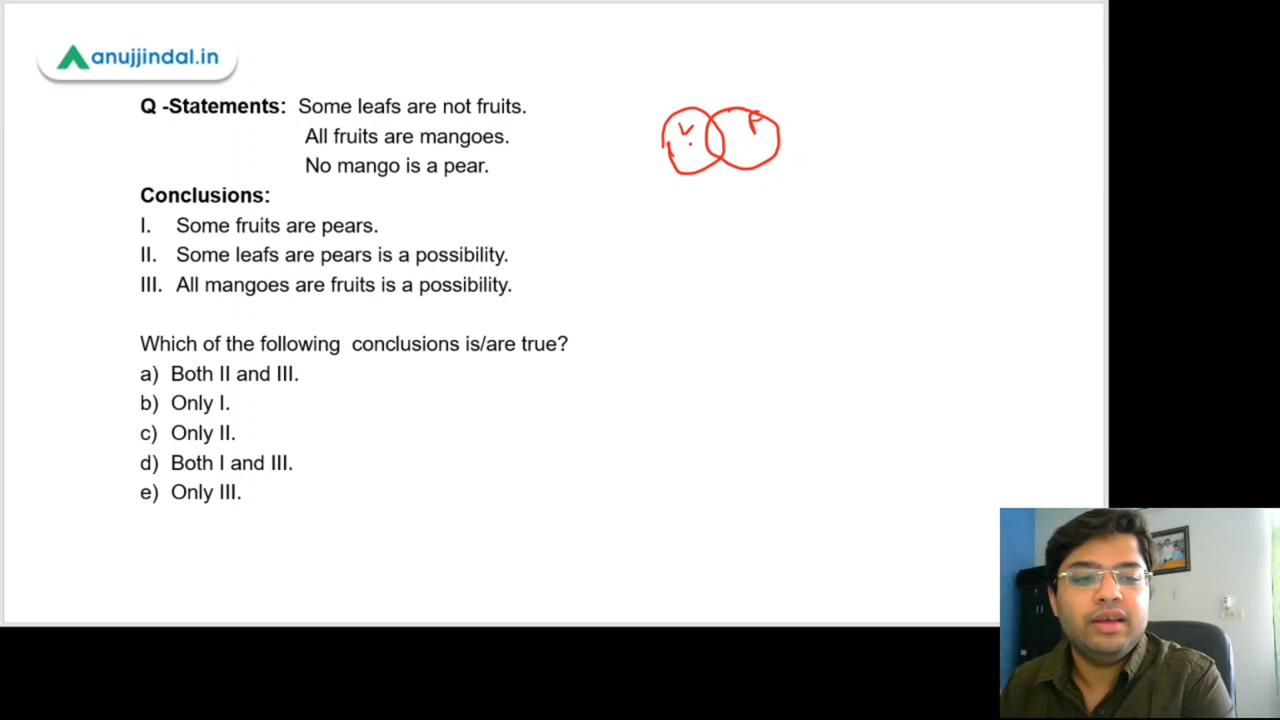 anujjindal.in
Q -Statements: Some leafs are not fruits.
All fruits are mangoes.
No mango is a pear.
Conclusions:
I. Some fruits are pears.
II. Some leafs are pears is a possibility.
III. All mangoes are fruits is a possibility.
Which of the following conclusions is/are true?
a) Both II and III.
b) Only I.
c) Only II.
d) Both I and III.
e) Only III.